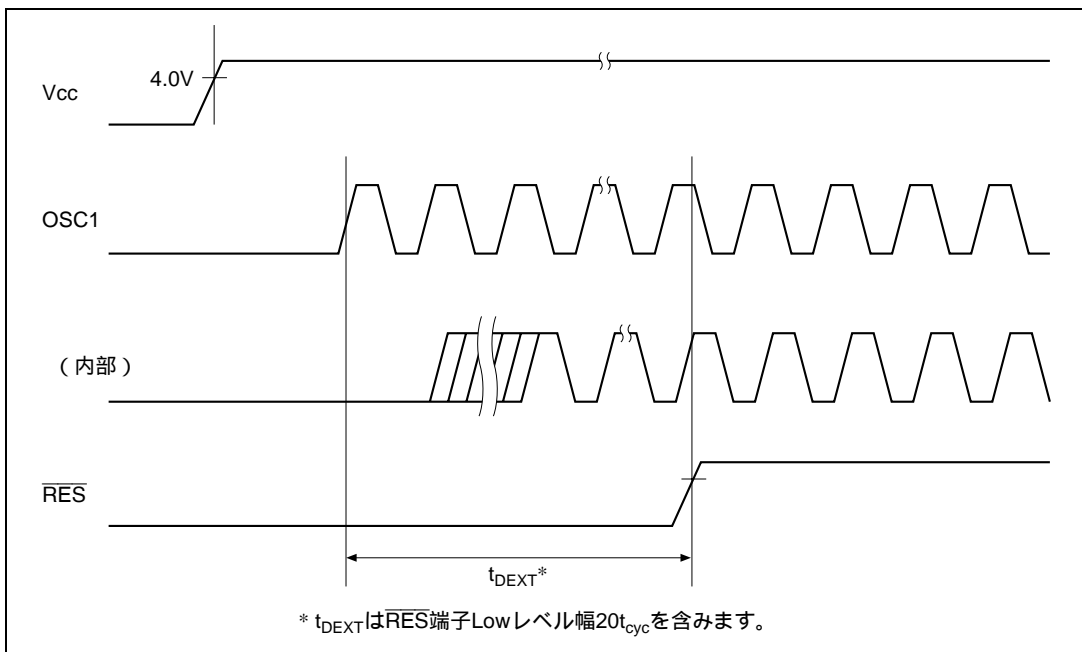 4.0V
Vcc
OSC1
（内部）
RES
tDEXT*
* tDEXTはRES端子Lowレベル幅20tcycを含みます。